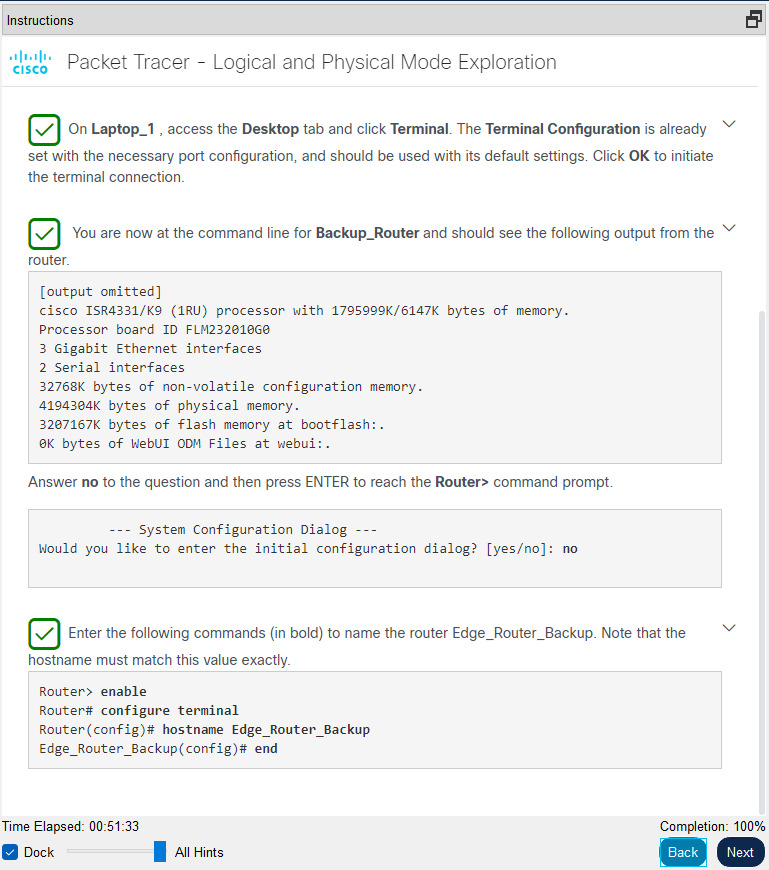 Instructions
CISCO
Packet Tracer - Logical and Physical Mode Exploration
On Laptop_1 , access the Desktop tab and click Terminal. The Terminal Configuration is already
set with the necessary port configuration, and should be used with its default settings. Click OK to initiate
the terminal connection.
You are now at the command line for Backup_Router and should see the following output from the
router.
[output omitted]
cisco ISR4331/K9 (1RU) processor with 1795999K/6147K bytes of memory.
Processor board ID FLM232010G0
3 Gigabit Ethernet interfaces
2 Serial interfaces
32768K bytes of non-volatile configuration memory.
4194304K bytes of physical memory.
3207167K bytes of flash memory at bootflash:.
0K bytes of WebUI ODM Files at webui:.
Answer no to the question and then press ENTER to reach the Router> command prompt.
--- System Configuration Dialog ---
Would you like to enter the initial configuration dialog? [yes/no]: no
Enter the following commands (in bold) to name the router Edge_Router_Backup. Note that the
hostname must match this value exactly.
Router> enable
Router# configure terminal
Router(config)# hostname Edge_Router_Backup
Edge_Router_Backup(config)# end
Time Elapsed: 00:51:33
Completion: 100%
Dock
All Hints
Back
Next